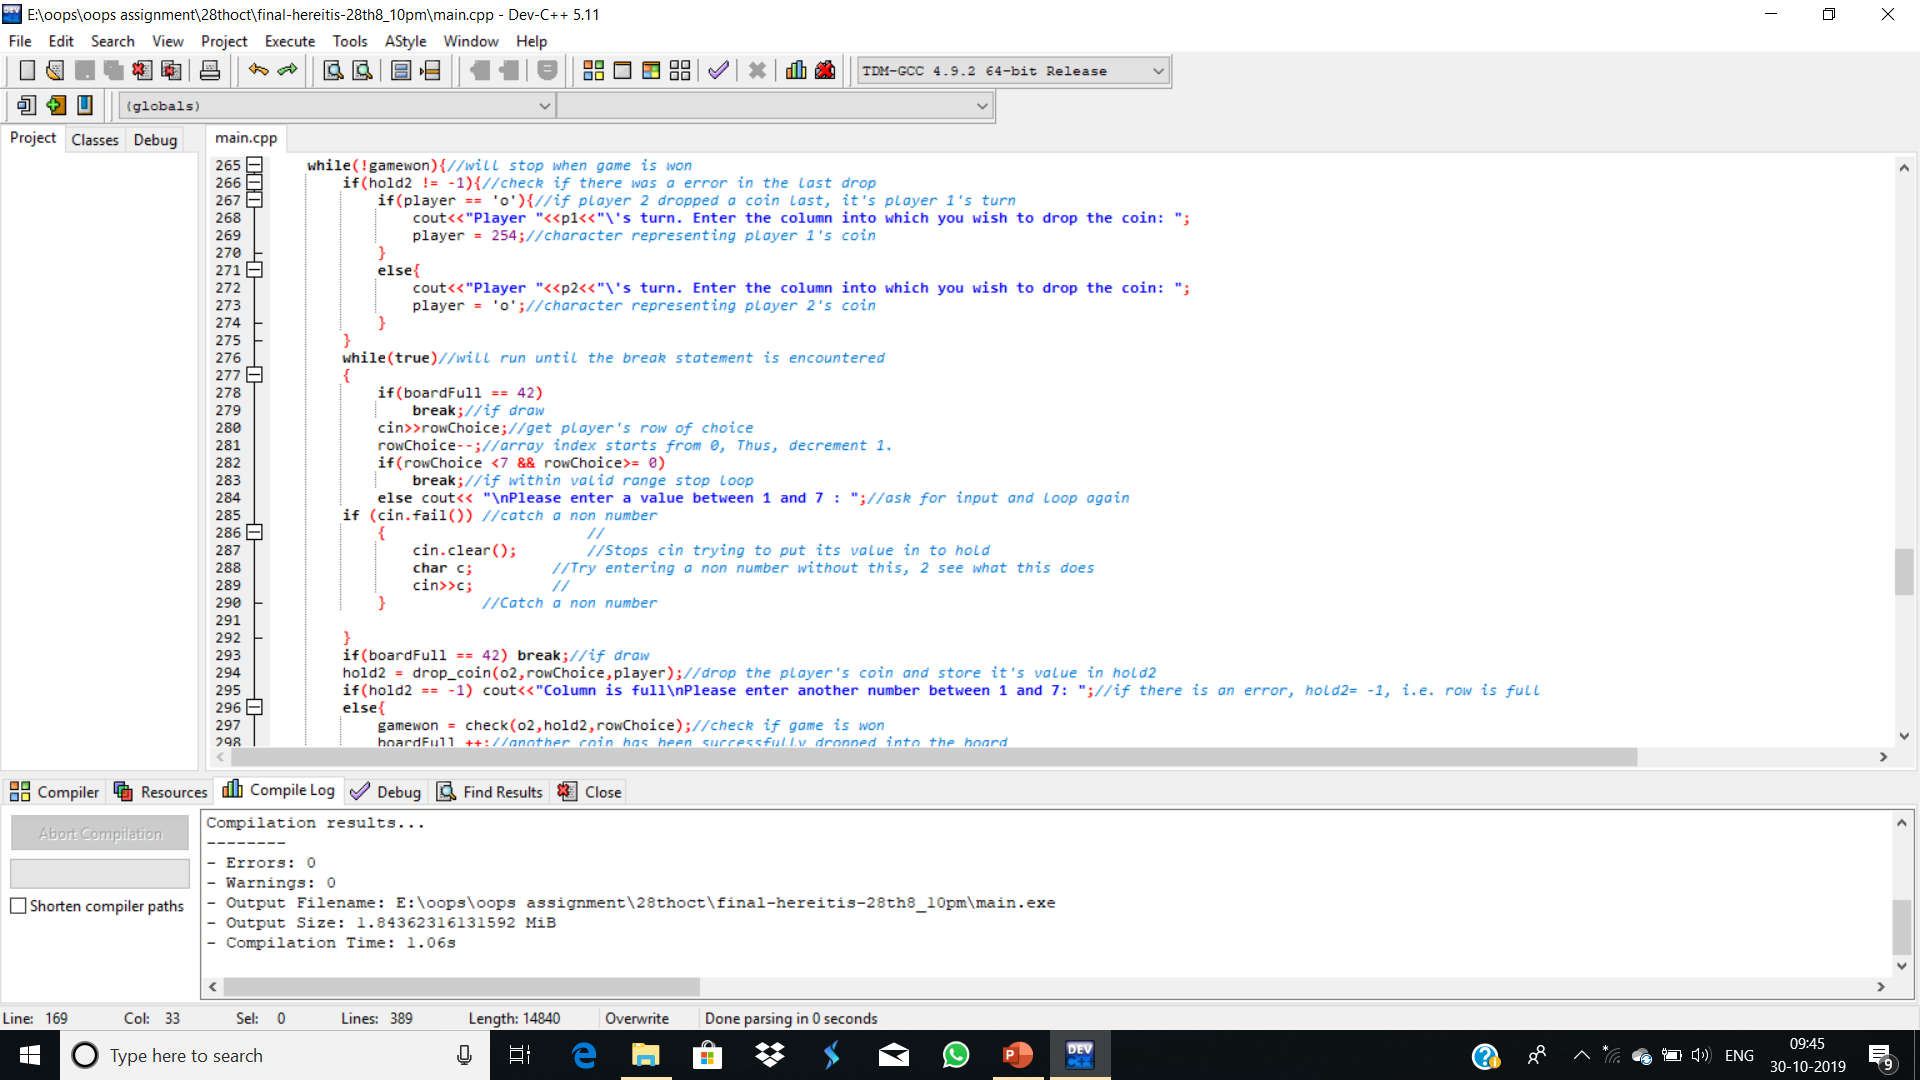 E:\oops\oops assignment\28thoct\final-hereitis-28th8_10pm\main.cpp - Dev-C++ 5.11
File Edit Search View Project Execute Tools AStyle Window Help
TDM-GCC 4.9.2 64-bit Release
(globals)
Project Classes Debug main.cpp
265 while(!gamewon){//will stop when game is won
266 if(hold2 != -1){//check if there was a error in the last drop
267 if(player == 'o'){//if player 2 dropped a coin last, it's player 1's turn
268 cout<<"Player "<<p1<<"\'s turn. Enter the column into which you wish to drop the coin: ";
269 player = 254;//character representing player 1's coin
270 }
271 else{
272 cout<<"Player "<<p2<<"\'s turn. Enter the column into which you wish to drop the coin: ";
273 player = 'o';//character representing player 2's coin
274 }
275 }
276 while(true)//will run until the break statement is encountered
277 {
278 if(boardFull == 42)
279 break;//if draw
280 cin>>rowChoice;//get player's row of choice
281 rowChoice--;//array index starts from 0, Thus, decrement 1.
282 if(rowChoice <7 && rowChoice>= 0)
283 break;//if within valid range stop loop
284 else cout<< "\nPlease enter a value between 1 and 7 : ";//ask for input and loop again
285 if (cin.fail()) //catch a non number
286 { //
287 cin.clear(); //Stops cin trying to put its value in to hold
288 char c; //Try entering a non number without this, 2 see what this does
289 cin>>c; //
290 } //Catch a non number
291
292 }
293 if(boardFull == 42) break;//if draw
294 hold2 = drop_coin(o2,rowChoice,player);//drop the player's coin and store it's value in hold2
295 if(hold2 == -1) cout<<"Column is full\nPlease enter another number between 1 and 7: ";//if there is an error, hold2= -1, i.e. row is full
296 else{
297 gamewon = check(o2,hold2,rowChoice);//check if game is won
298 boardFull ++;//another coin has been successfully dropped into the board
Compiler Resources Compile Log Debug Find Results Close
Abort Compilation
Shorten compiler paths
Compilation results...
--------
- Errors: 0
- Warnings: 0
- Output Filename: E:\oops\oops assignment\28thoct\final-hereitis-28th8_10pm\main.exe
- Output Size: 1.84362316131592 MiB
- Compilation Time: 1.06s
Line: 169 Col: 33 Sel: 0 Lines: 389 Length: 14840 Overwrite Done parsing in 0 seconds
Type here to search
DEV C++
ENG
09:45
30-10-2019
9